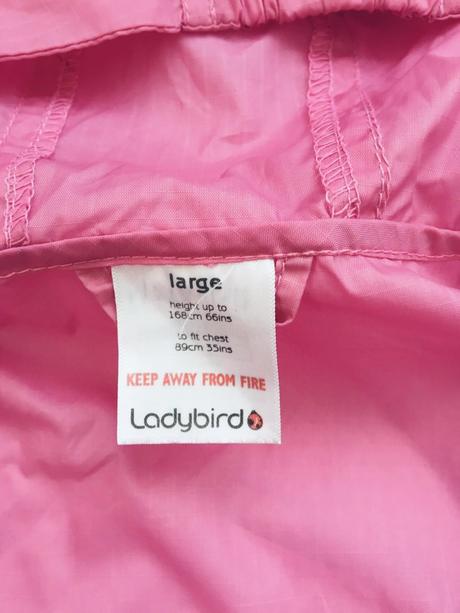 large
height up to
168cm 66ins
to fit chest
89cm 35ins
KEEP AWAY FROM FIRE
Ladybird